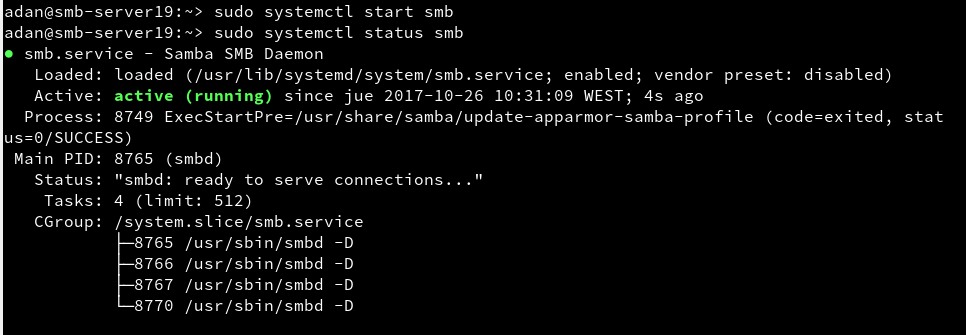 adan@smb-server19:~> sudo systemctl start smb
adan@smb-server19:~> sudo systemctl status smb
● smb.service - Samba SMB Daemon
   Loaded: loaded (/usr/lib/systemd/system/smb.service; enabled; vendor preset: disabled)
   Active: active (running) since jue 2017-10-26 10:31:09 WEST; 4s ago
  Process: 8749 ExecStartPre=/usr/share/samba/update-apparmor-samba-profile (code=exited, stat
us=0/SUCCESS)
 Main PID: 8765 (smbd)
   Status: "smbd: ready to serve connections..."
    Tasks: 4 (limit: 512)
   CGroup: /system.slice/smb.service
           ├─8765 /usr/sbin/smbd -D
           ├─8766 /usr/sbin/smbd -D
           ├─8767 /usr/sbin/smbd -D
           └─8770 /usr/sbin/smbd -D